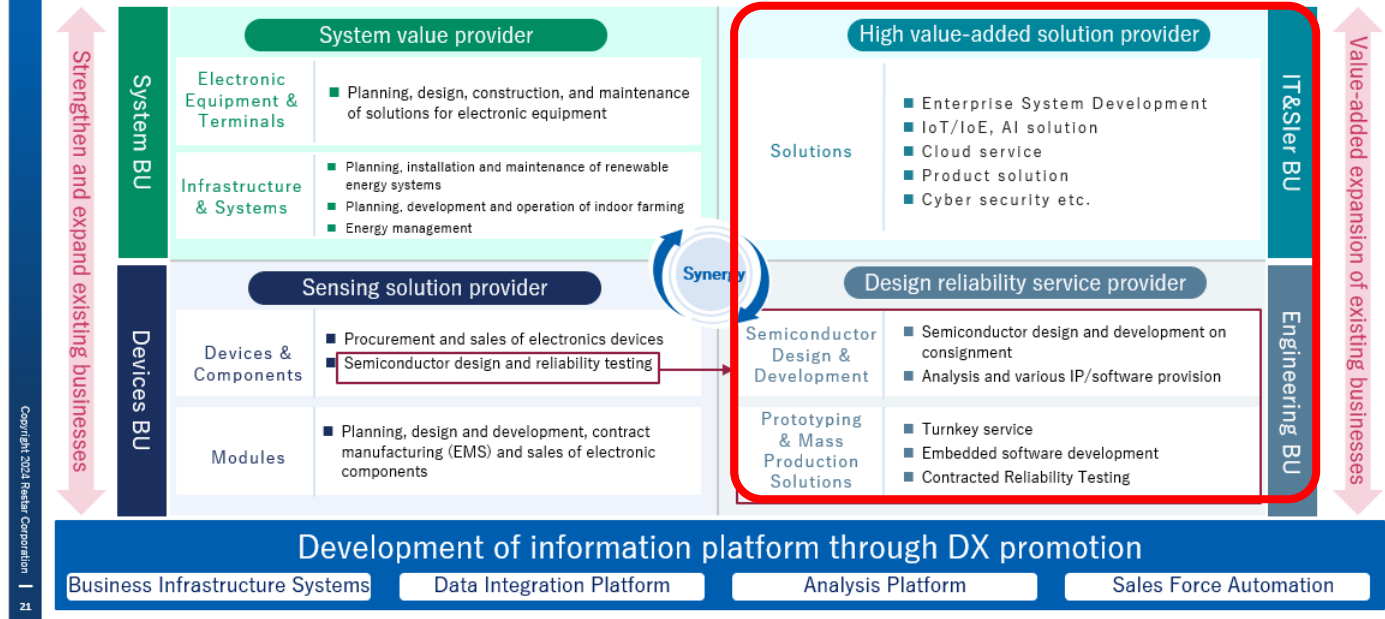 Strengthen and expand existing businesses
System BU
System value provider
Electronic
Equipment &
Terminals
Planning, design, construction, and maintenance
of solutions for electronic equipment
Infrastructure
& Systems
Planning, installation and maintenance of renewable
energy systems
Planning, development and operation of indoor farming
Energy management
High value-added solution provider
Solutions
Enterprise System Development
IoT/IoE, AI solution
Cloud service
Product solution
Cyber security etc.
IT&SIer BU
Value-added expansion of existing businesses
Synergy
Devices BU
Sensing solution provider
Devices &
Components
Procurement and sales of electronics devices
Semiconductor design and reliability testing
Modules
Planning, design and development, contract
manufacturing (EMS) and sales of electronic
components
Design reliability service provider
Semiconductor
Design &
Development
Semiconductor design and development on
consignment
Analysis and various IP/software provision
Prototyping
& Mass
Production
Solutions
Turnkey service
Embedded software development
Contracted Reliability Testing
Engineering BU
Development of information platform through DX promotion
Business Infrastructure Systems
Data Integration Platform
Analysis Platform
Sales Force Automation
Copyright 2024 Restar Corporation
21